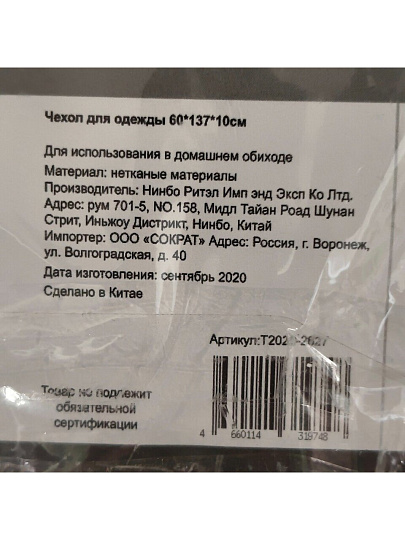 Чехол для одежды 60*137*10см
Для использования в домашнем обиходе
Материал: нетканые материалы
Производитель: Нинбо Ритэл Имп энд Эксп Ко Лтд.
Адрес: рум 701-5, NO.158, Мидл Тайан Роад Шунан
Стрит, Иньжоу Дистрикт, Нинбо, Китай
Импортер: ООО «СОКРАТ» Адрес: Россия, г. Воронеж,
ул. Волгоградская, д. 40
Дата изготовления: сентябрь 2020
Сделано в Китае
Артикул:T2020-2627
Товар не подлежит
обязательной
сертификации
4 660114 319748